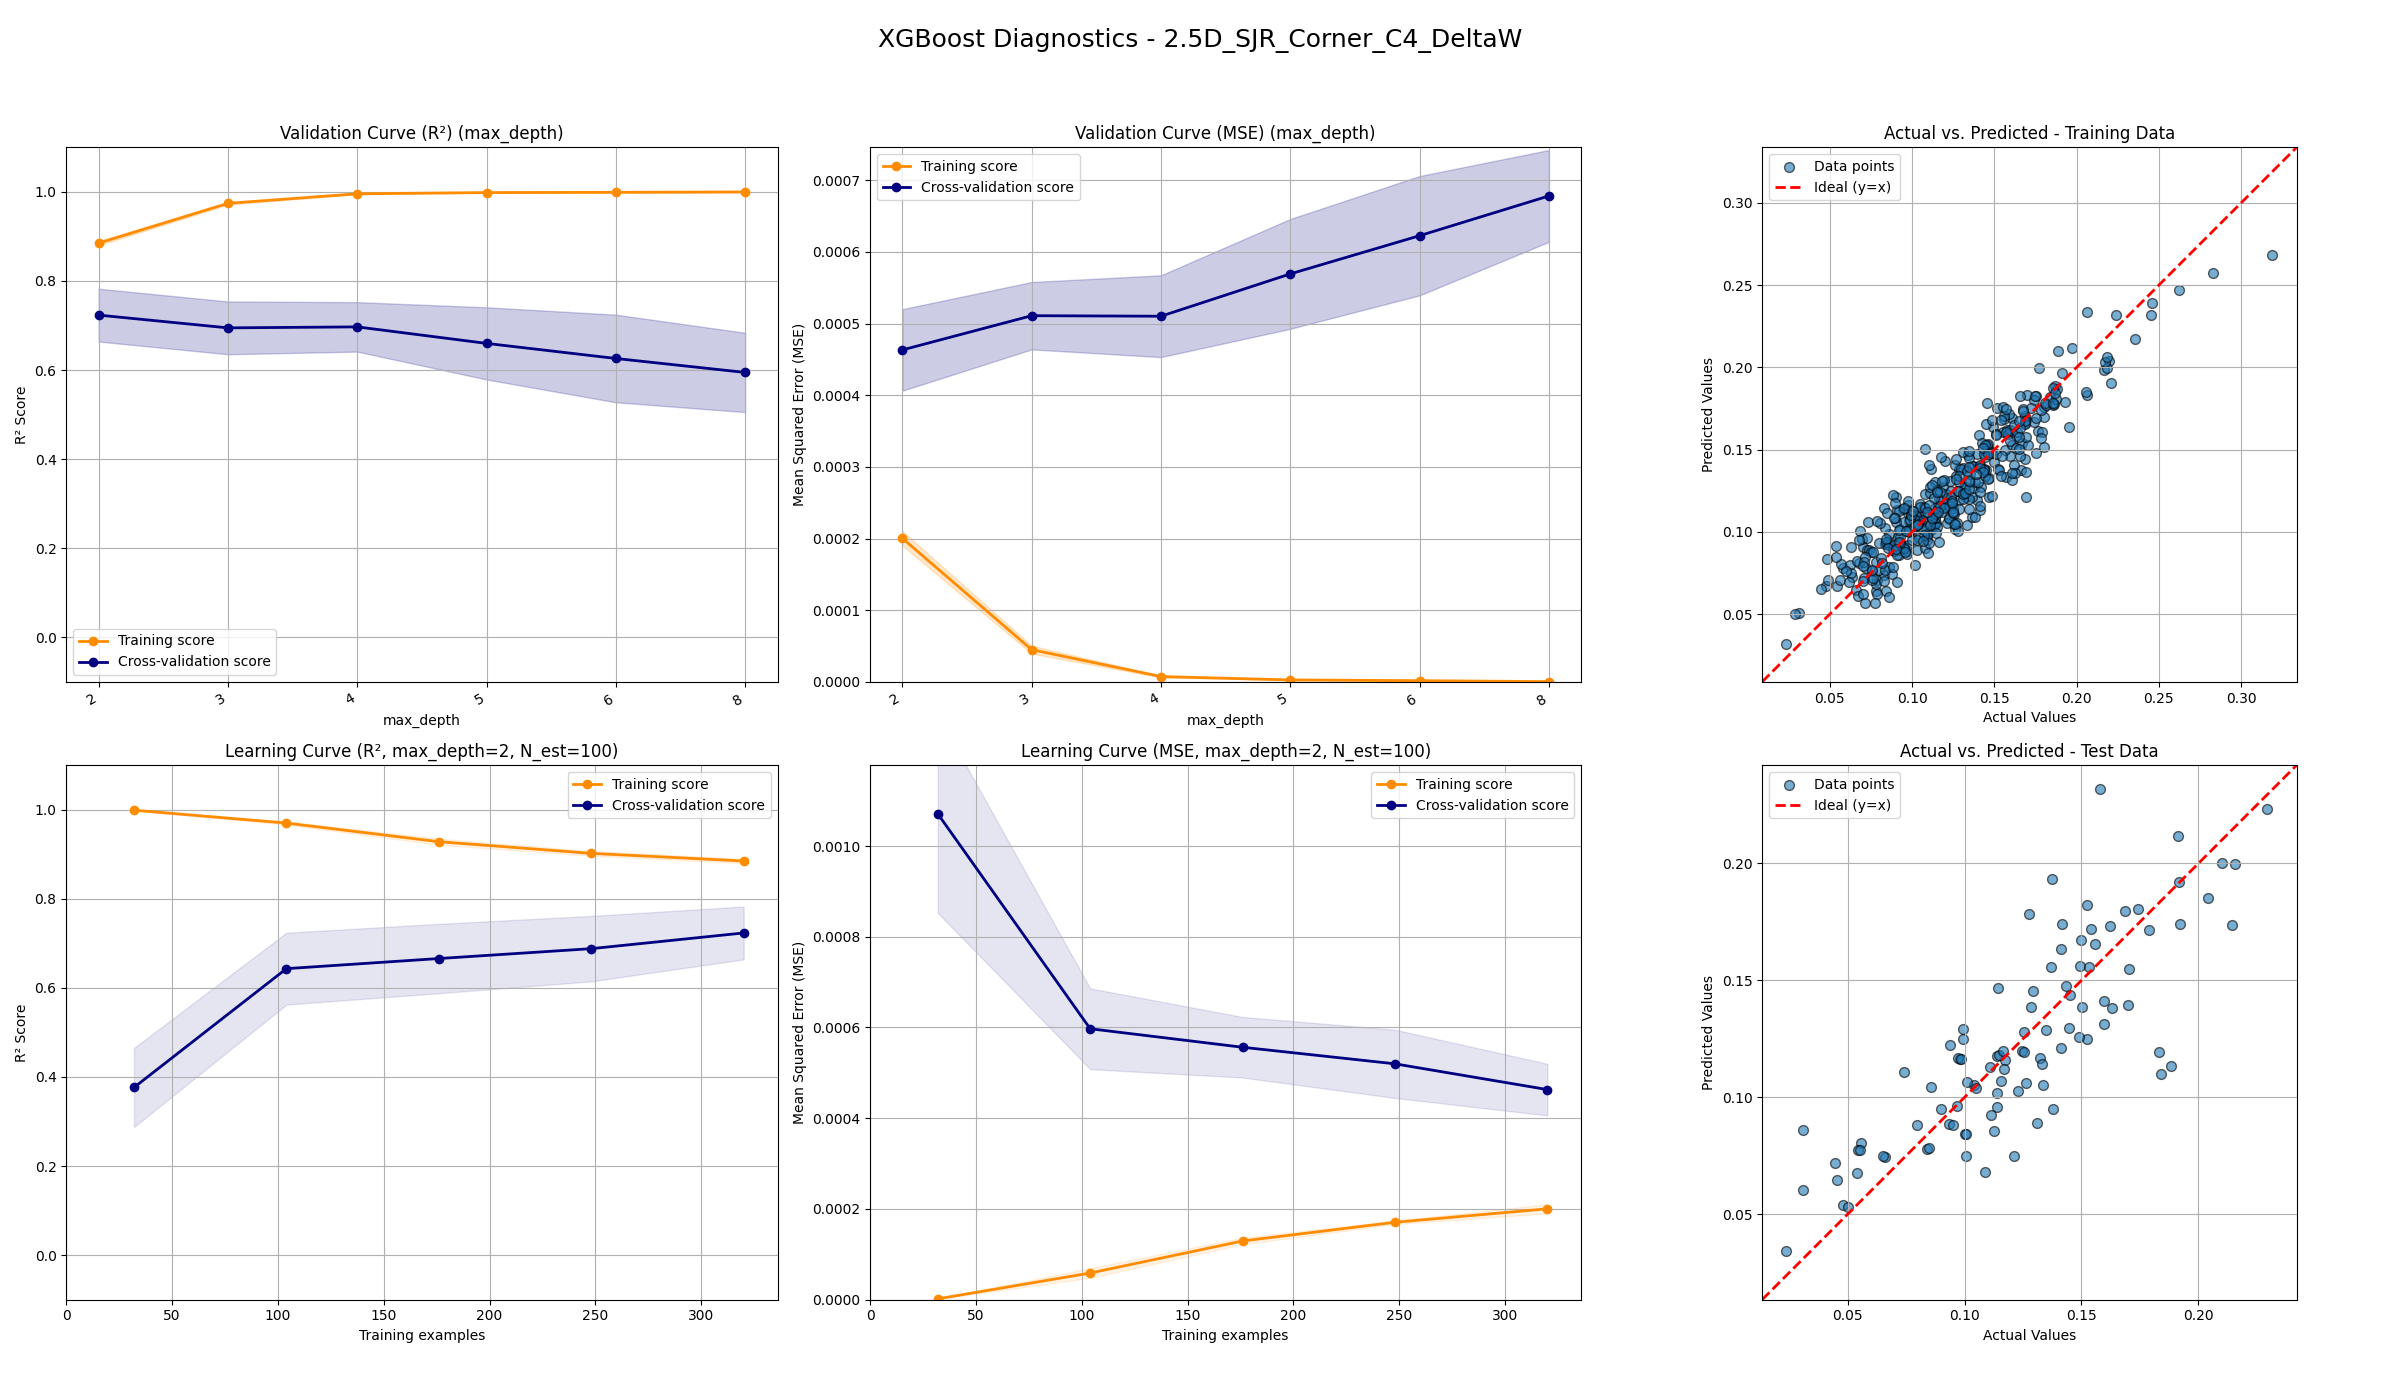 XGBoost Diagnostics - 2.5D_SJR_Corner_C4_DeltaW
Validation Curve (R²) (max_depth)
1.0
0.8
0.6
0.4
0.2
0.0
R² Score
Training score
Cross-validation score
2
3
4
5
6
8
max_depth
Validation Curve (MSE) (max_depth)
Training score
Cross-validation score
0.0007
0.0006
0.0005
0.0004
0.0003
0.0002
0.0001
0.0000
Mean Squared Error (MSE)
2
3
4
5
6
8
max_depth
Actual vs. Predicted - Training Data
Data points
Ideal (y=x)
0.30
0.25
0.20
0.15
0.10
0.05
Predicted Values
0.05
0.10
0.15
0.20
0.25
0.30
Actual Values
Learning Curve (R², max_depth=2, N_est=100)
Training score
Cross-validation score
1.0
0.8
0.6
0.4
0.2
0.0
R² Score
0
50
100
150
200
250
300
Training examples
Learning Curve (MSE, max_depth=2, N_est=100)
Training score
Cross-validation score
0.0010
0.0008
0.0006
0.0004
0.0002
0.0000
Mean Squared Error (MSE)
0
50
100
150
200
250
300
Training examples
Actual vs. Predicted - Test Data
Data points
Ideal (y=x)
0.20
0.15
0.10
0.05
Predicted Values
0.05
0.10
0.15
0.20
Actual Values